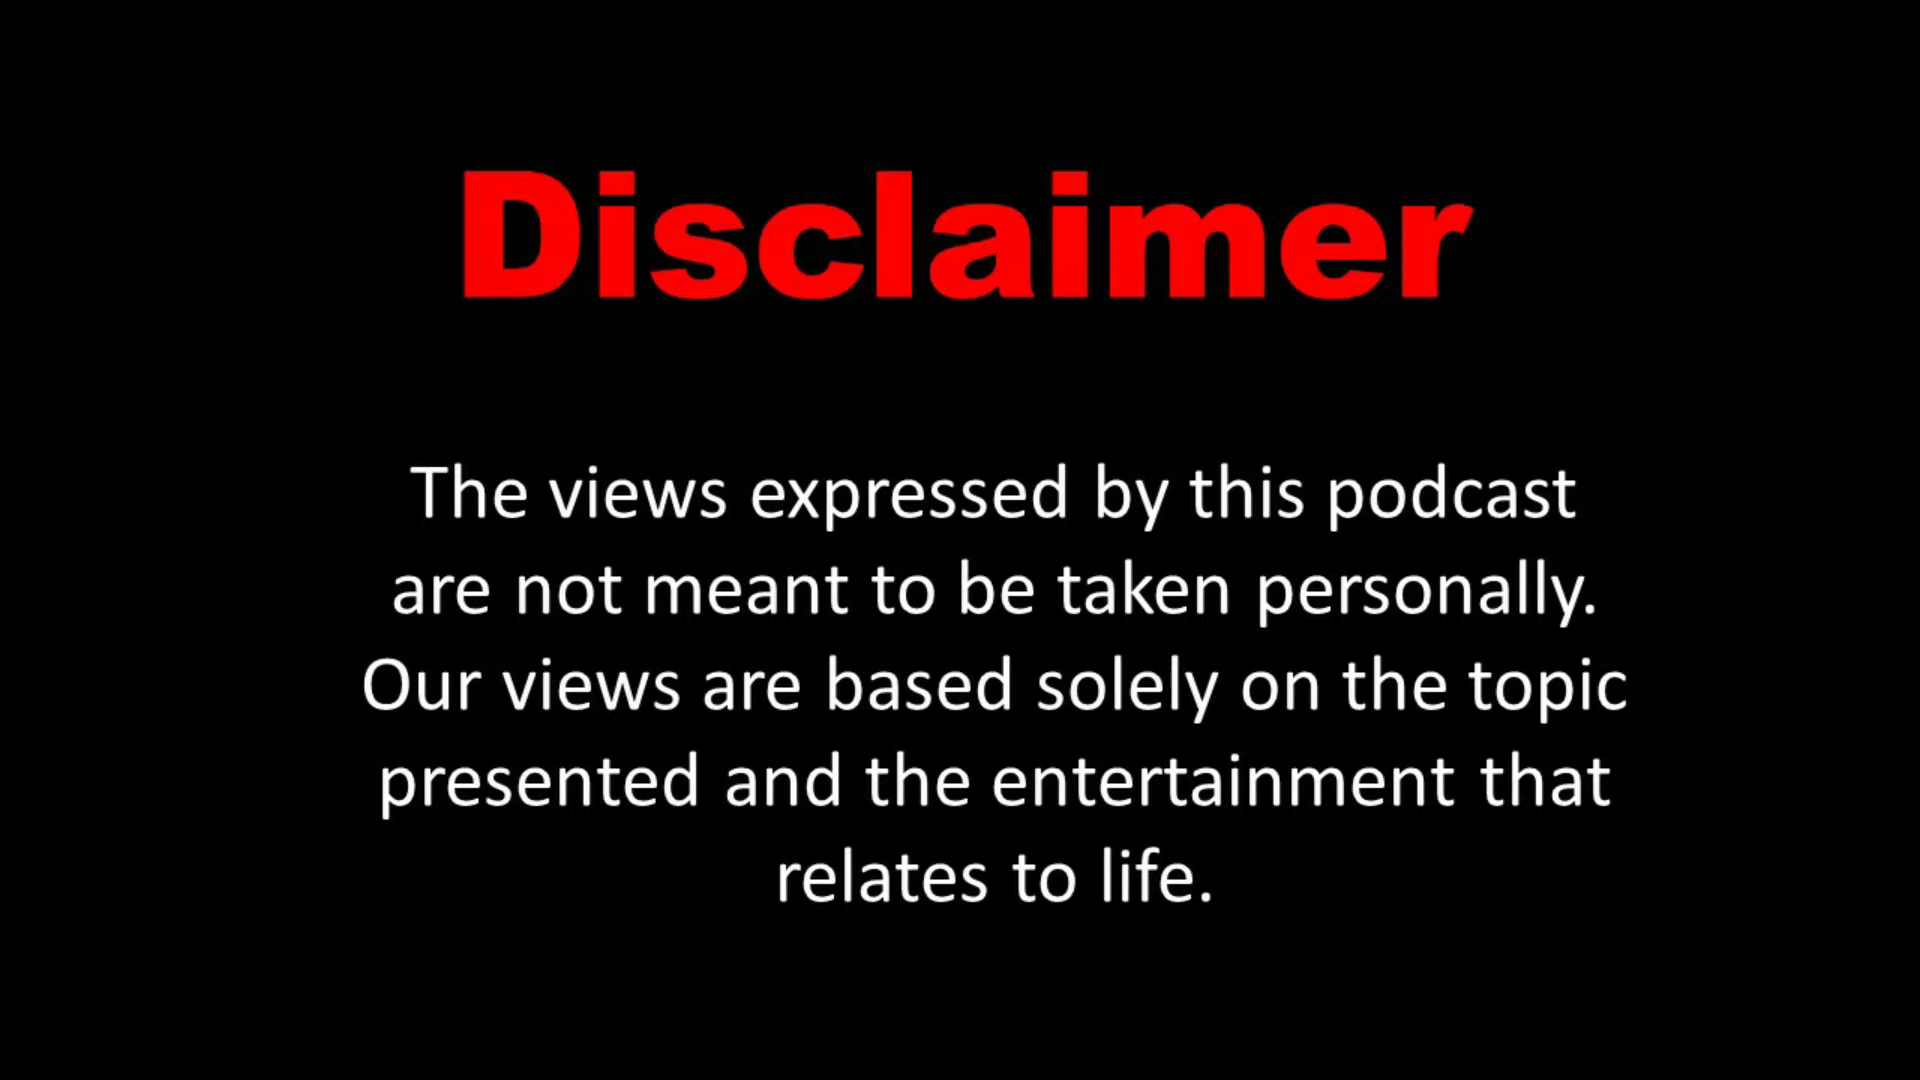 Disclaimer
The views expressed by this podcast
are not meant to be taken personally.
Our views are based solely on the topic
presented and the entertainment that
relates to life.